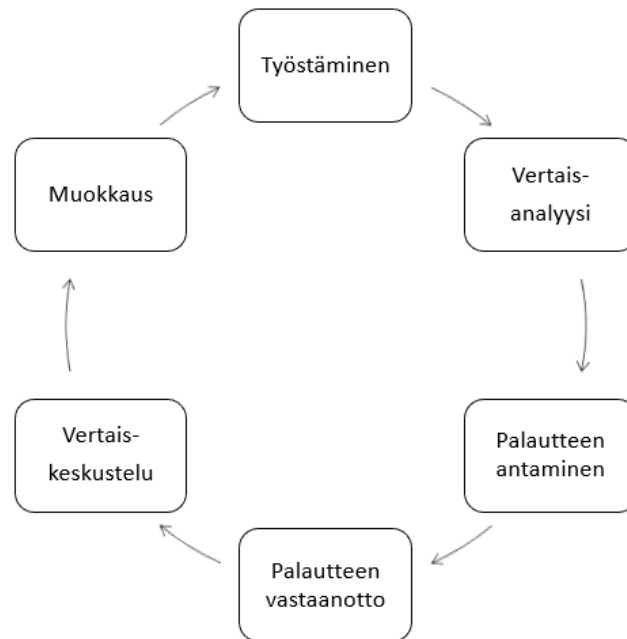 Työstäminen
Vertais-
analyysi
Palautteen
antaminen
Palautteen
vastaanotto
Vertais-
keskustelu
Muokkaus